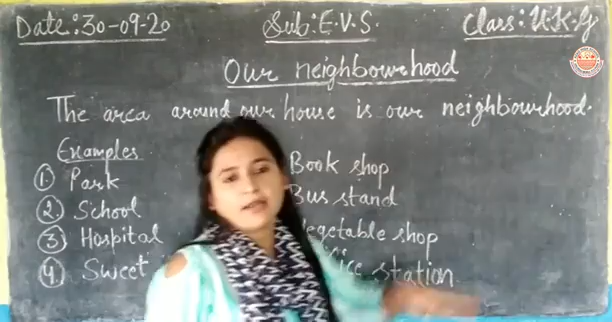 Date: 30-09-20 Sub: E.V.S. Class: U.K.G
Our neighbourhood
The area around our house is our neighbourhood.
Examples
① Park Book shop
② School Bus stand
③ Hospital egetable shop
④ Sweet ice station